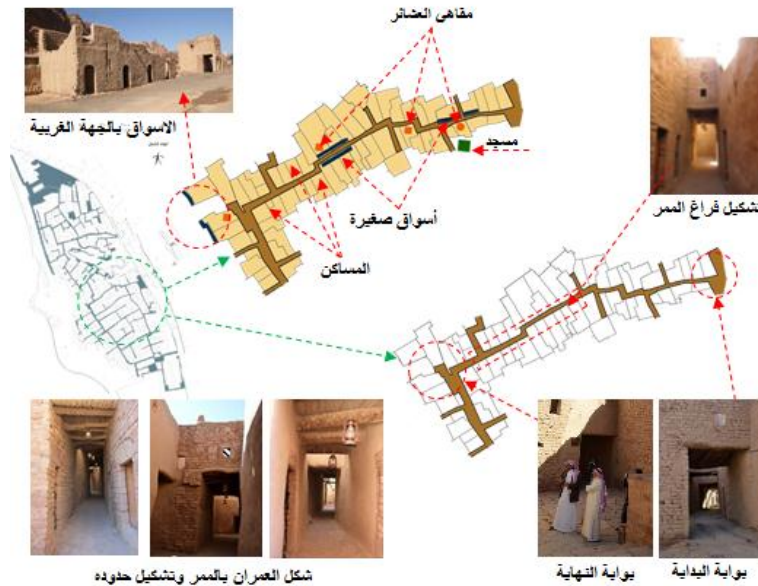 مقاهي العشائر
الاسواق بالجهة الغربية
مسجد
تشكيل فراغ الممر
أسواق صغيرة
المساكن
شكل العمران بالممر وتشكيل حدوده
بوابة النهاية
بوابة البداية